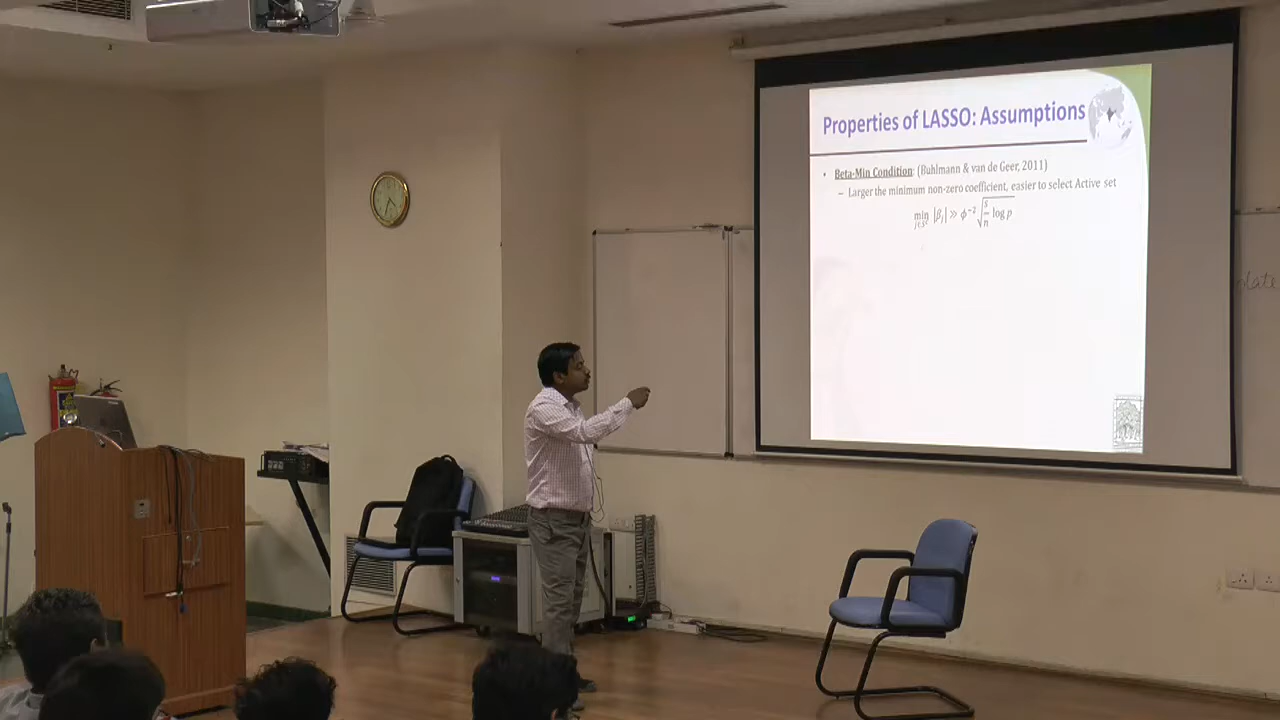 Properties of LASSO: Assumptions
• Beta-Min Condition: (Buhlmann & van de Geer, 2011)
– Larger the minimum non-zero coefficient, easier to select Active set
min |βⱼ| ≫ ϕ⁻² √(s/n log p)